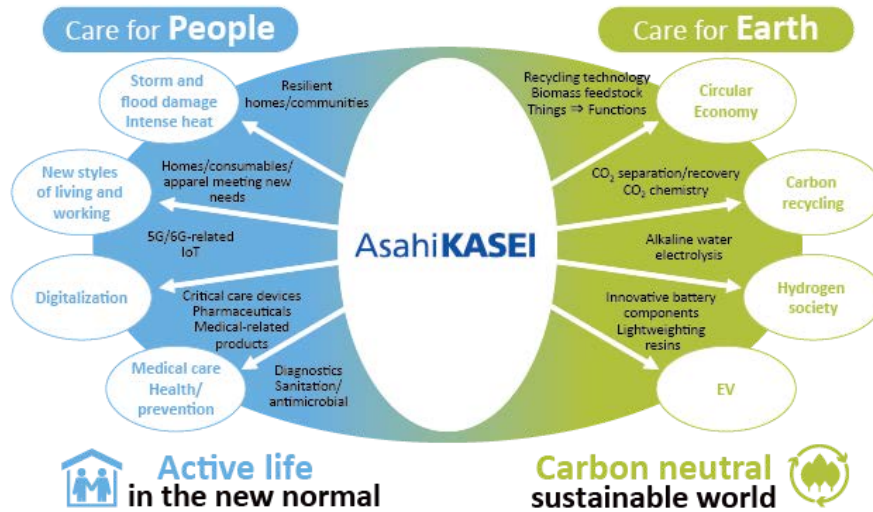 Care for People
Care for Earth
Storm and
flood damage
Intense heat
Resilient
homes/communities
New styles
of living and
working
Homes/consumables/
apparel meeting new
needs
5G/6G-related
IoT
Digitalization
Critical care devices
Pharmaceuticals
Medical-related
products
Medical care
Health/
prevention
Diagnostics
Sanitation/
antimicrobial
AsahiKASEI
Recycling technology
Biomass feedstock
Things ⇒ Functions
Circular
Economy
CO₂ separation/recovery
CO₂ chemistry
Carbon
recycling
Alkaline water
electrolysis
Hydrogen
society
Innovative battery
components
Lightweighting
resins
EV
Active life
in the new normal
Carbon neutral
sustainable world